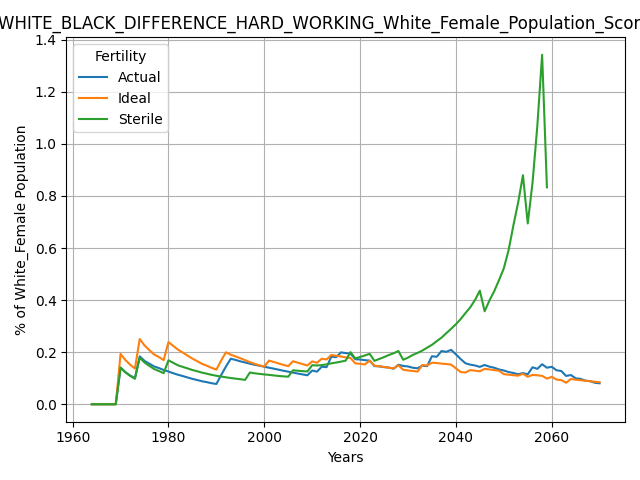 WHITE_BLACK_DIFFERENCE_HARD_WORKING_White_Female_Population_Scor
Fertility
Actual
Ideal
Sterile
1.4
1.2
1.0
0.8
0.6
0.4
0.2
0.0
% of White_Female Population
1960 1980 2000 2020 2040 2060
Years